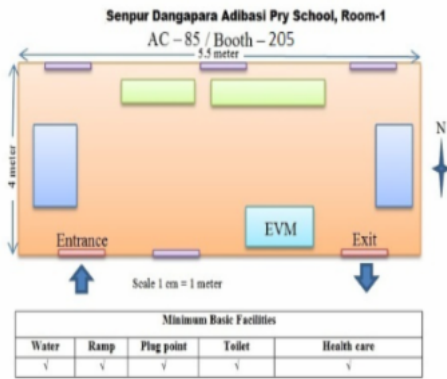 Senpur Dangapara Adibasi Pry School, Room-1
AC – 85 / Booth – 205
5.5 meter
4 meter
N
EVM
Entrance
Exit
Scale 1 cm = 1 meter
Minimum Basic Facilities
Water Ramp Plug point Toilet Health care
√ √ √ √ √